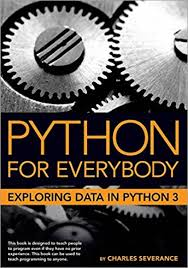 PYTHON
FOR EVERYBODY
EXPLORING DATA IN PYTHON 3
This book is designed to teach people
to program even if they have no prior
experience. This book can be used to
teach programming to anyone.
BY CHARLES SEVERANCE